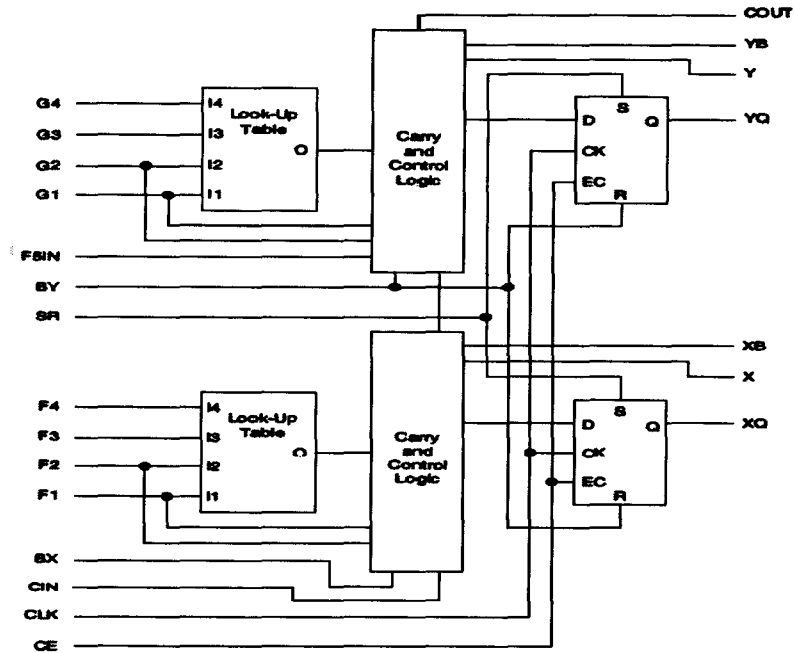 COUT
YB
Y
G4
I4
Look-Up
Table
S
D
Q
YQ
G3
I3
Carry
and
Control
Logic
G2
I2
O
CK
G1
I1
EC
R
F5IN
BY
SR
XB
X
F4
I4
Look-Up
Table
S
D
Q
XQ
F3
I3
Carry
and
Control
Logic
F2
I2
O
CK
F1
I1
EC
R
BX
CIN
CLK
CE